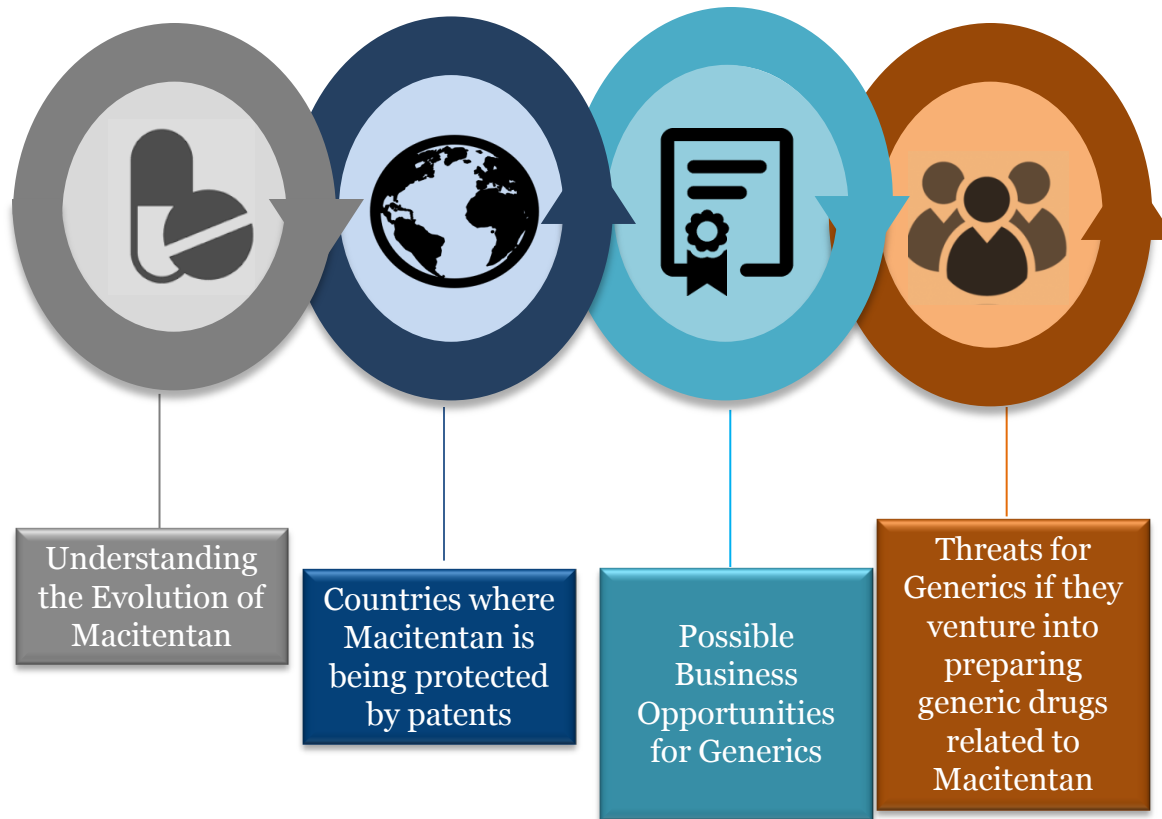 Understanding
the Evolution of
Macitentan
Countries where
Macitentan is
being protected
by patents
Possible
Business
Opportunities
for Generics
Threats for
Generics if they
venture into
preparing
generic drugs
related to
Macitentan